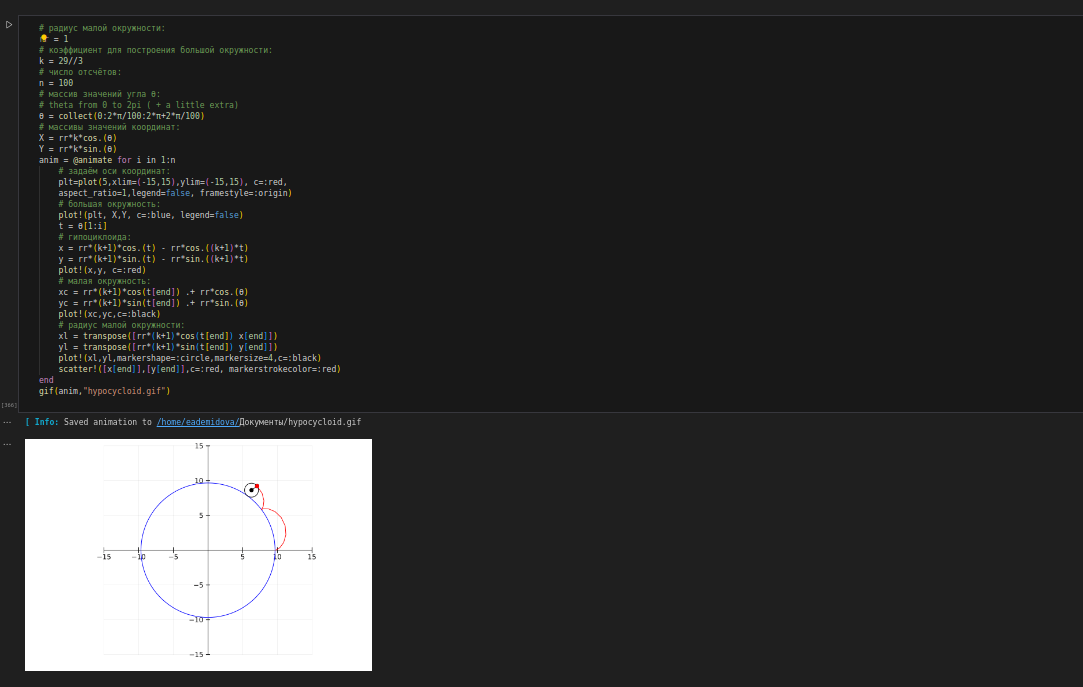 # радиус малой окружности:
= 1
# коэффициент для построения большой окружности:
k = 29//3
# число отсчётов:
n = 100
# массив значений угла θ:
# theta from 0 to 2pi ( + a little extra)
θ = collect(0:2*π/100:2*π+2*π/100)
# массивы значений координат:
X = rr*k*cos.(θ)
Y = rr*k*sin.(θ)
anim = @animate for i in 1:n
# задаём оси координат:
plt=plot(5,xlim=(-15,15),ylim=(-15,15), c=:red,
aspect_ratio=1,legend=false, framestyle=:origin)
# большая окружность:
plot!(plt, X,Y, c=:blue, legend=false)
t = θ[1:i]
# гипоциклоида:
x = rr*(k+1)*cos.(t) - rr*cos.((k+1)*t)
y = rr*(k+1)*sin.(t) - rr*sin.((k+1)*t)
plot!(x,y, c=:red)
# малая окружность:
xc = rr*(k+1)*cos(t[end]) .+ rr*cos.(θ)
yc = rr*(k+1)*sin(t[end]) .+ rr*sin.(θ)
plot!(xc,yc,c=:black)
# радиус малой окружности:
xl = transpose([rr*(k+1)*cos(t[end]) x[end]])
yl = transpose([rr*(k+1)*sin(t[end]) y[end]])
plot!(xl,yl,markershape=:circle,markersize=4,c=:black)
scatter!([x[end]],[y[end]],c=:red, markerstrokecolor=:red)
end
gif(anim,"hypocycloid.gif")
[ Info: Saved animation to /home/eademidova/Документы/hypocycloid.gif
15
10
5
−15 −10 −5 5 10 15
−5
−10
−15